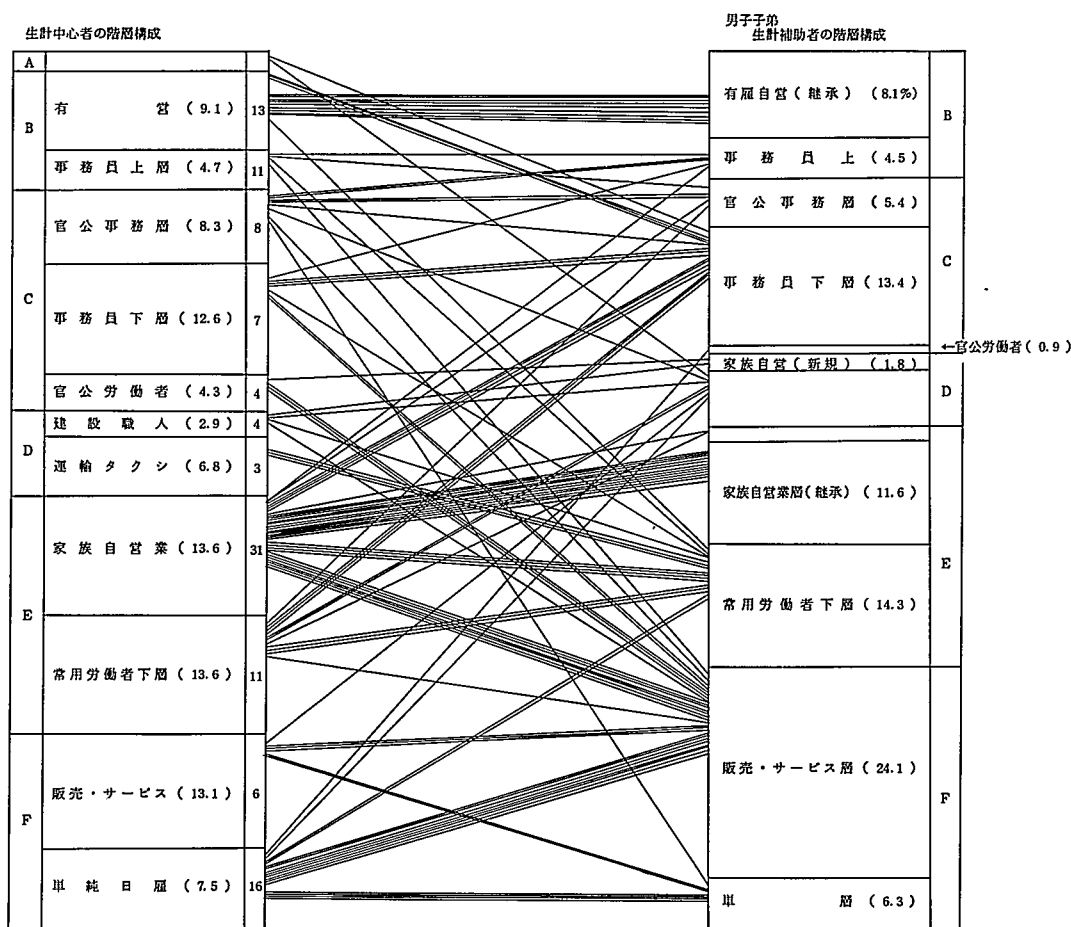 生計中心者の階層構成
男子子弟
生計補助者の階層構成
A
B
有 営 (9.1) 13
事務員上層 (4.7) 11
C
官公事務層 (8.3) 8
事務員下層 (12.6) 7
官公労働者 (4.3) 4
D
建設職人 (2.9) 4
運輸タクシ (6.8) 3
E
家族自営業 (13.6) 31
常用労働者下層 (13.6) 11
F
販売・サービス (13.1) 6
単純日雇 (7.5) 16
有雇自営(継承) (8.1%)
B
事務員上 (4.5)
官公事務層 (5.4)
C
事務員下層 (13.4)
←官公労働者 (0.9)
家族自営(新規) (1.8)
D
家族自営業層(継承) (11.6)
E
常用労働者下層 (14.3)
販売・サービス層 (24.1)
F
単 層 (6.3)